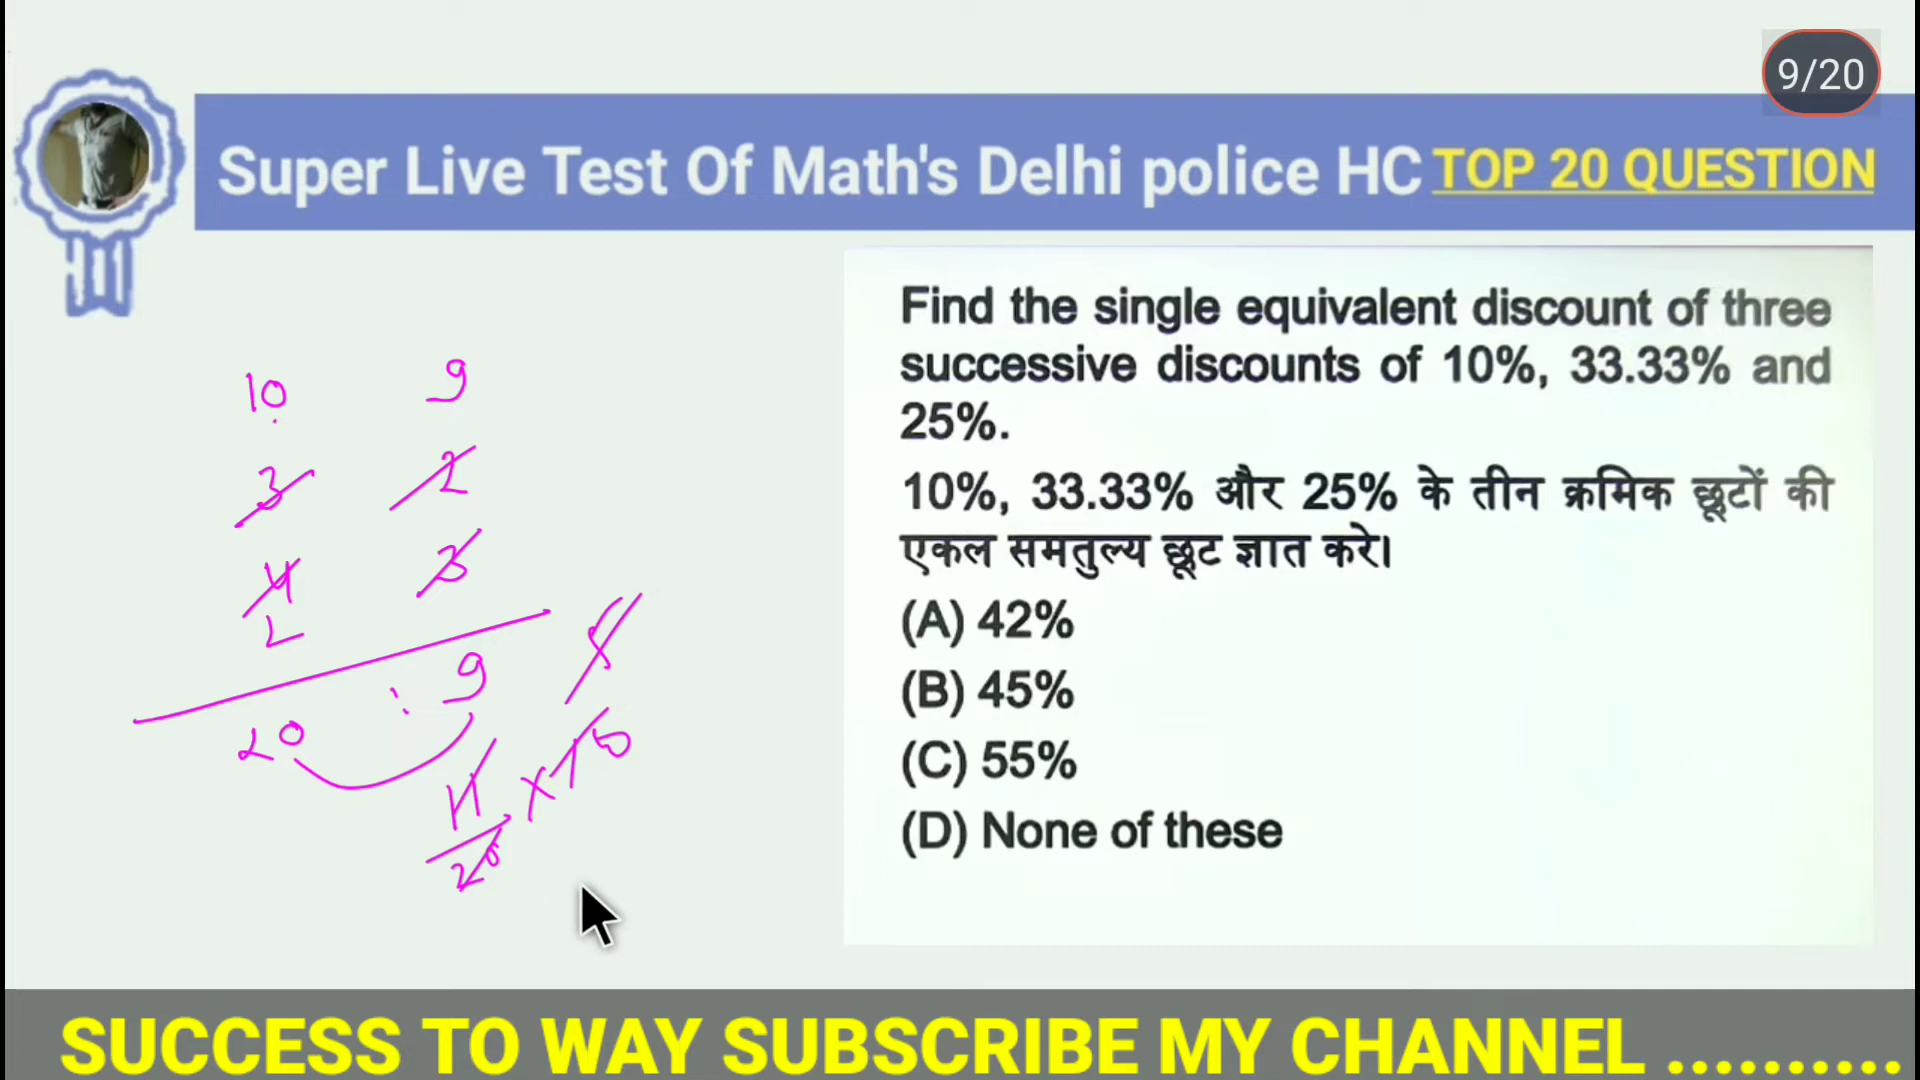 9/20
Super Live Test Of Math's Delhi police HC TOP 20 QUESTION
Find the single equivalent discount of three
successive discounts of 10%, 33.33% and
25%.
10%, 33.33% और 25% के तीन क्रमिक छूटों की
एकल समतुल्य छूट ज्ञात करे।
(A) 42%
(B) 45%
(C) 55%
(D) None of these
10 9
3 2
4 3
2
20 : 9
11
20
SUCCESS TO WAY SUBSCRIBE MY CHANNEL ..........